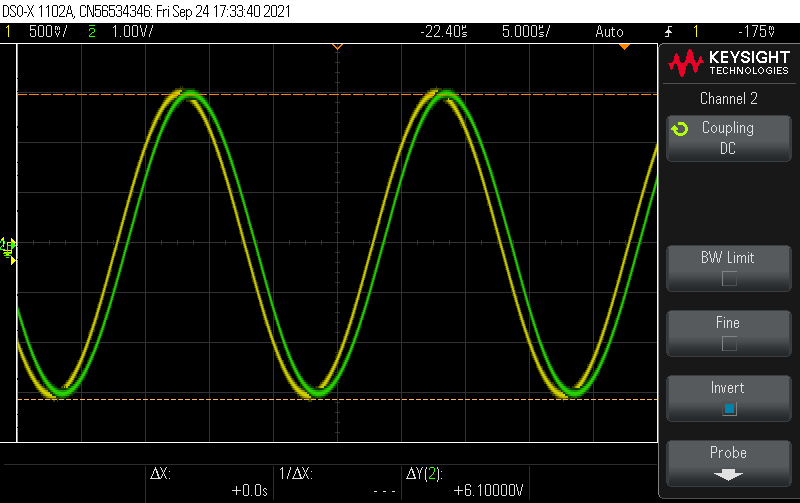 DSO-X 1102A, CN56534346: Fri Sep 24 17:33:40 2021
1 500%/ 2 1.00V/ -22.40s 5.000s/ Auto 1 -175%
KEYSIGHT
TECHNOLOGIES
Channel 2
Coupling
DC
BW Limit
Fine
Invert
Probe
ΔX:
+0.0s
1/ΔX:
---
ΔY(2):
+6.10000V